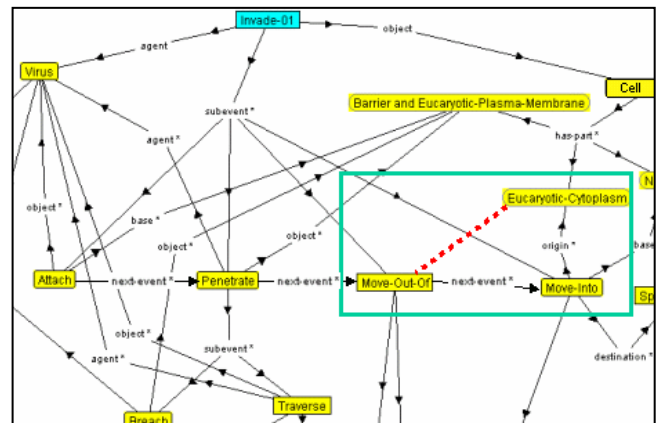 Invade-01
agent
object
Virus
Cell
subevent*
Barrier and Eucaryotic-Plasma-Membrane
agent*
has-part*
Eucaryotic-Cytoplasm
object*
base*
object*
object*
origin*
base
Attach
next-event*
Penetrate
next-event*
Move-Out-Of
next-event*
Move-Into
Sp
object*
agent*
subevent*
destination*
Breach
Traverse